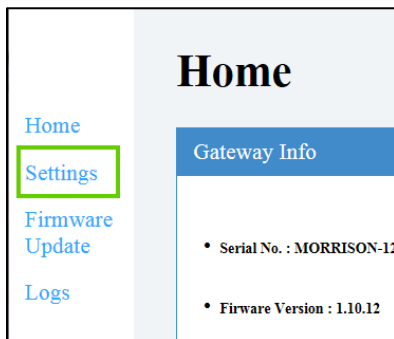 Home
Home
Settings
Firmware
Update
Logs
Gateway Info
• Serial No. : MORRISON-12
• Firware Version : 1.10.12